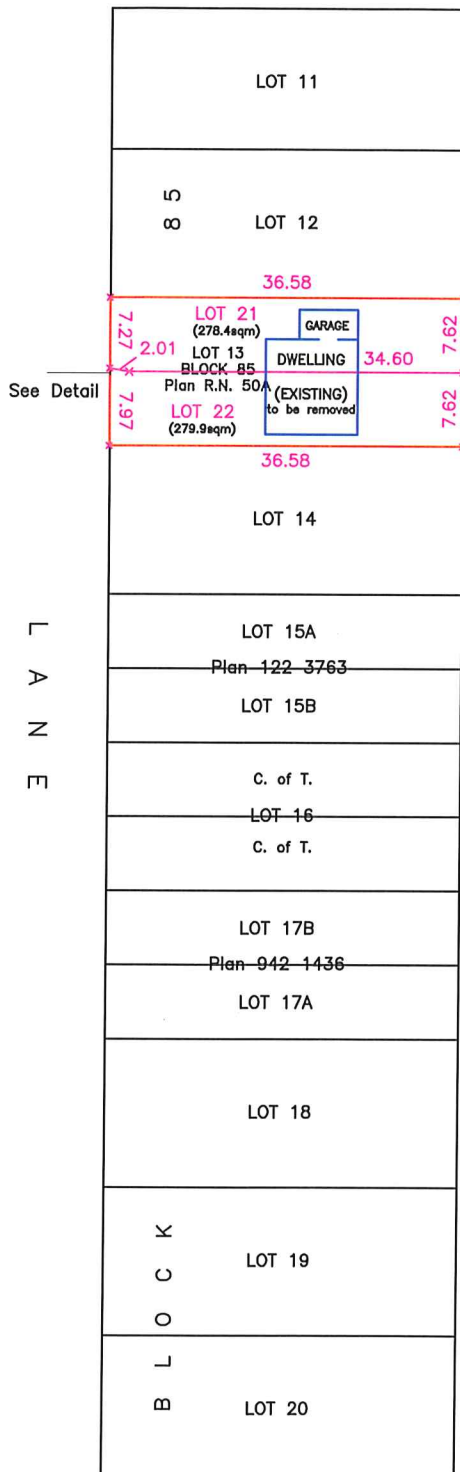 LOT 11
85
LOT 12
36.58
LOT 21
(278.4sqm)
GARAGE
7.27
7.62
LOT 13
DWELLING
34.60
2.01
BLOCK 85
See Detail
Plan R.N. 50A
(EXISTING)
to be removed
7.97
7.62
LOT 22
(279.9sqm)
36.58
LOT 14
LANE
LOT 15A
Plan 122 3763
LOT 15B
C. of T.
LOT 16
C. of T.
LOT 17B
Plan 942 1436
LOT 17A
LOT 18
BLOCK
LOT 19
LOT 20